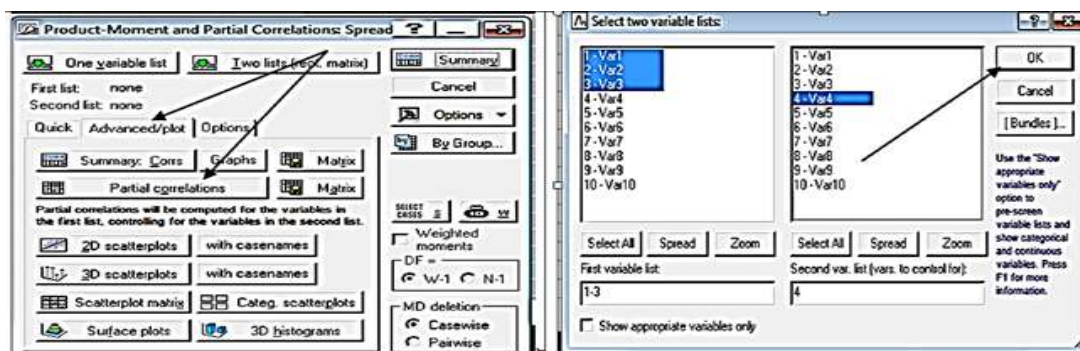 Product-Moment and Partial Correlations: Spread
One variable list
Two lists (rect. matrix)
Summary
First list: none
Second list: none
Cancel
Quick
Advanced/plot
Options
Options
By Group...
Summary: Corrs
Graphs
Matrix
Partial correlations
Matrix
Partial correlations will be computed for the variables in
the first list, controlling for the variables in the second list.
2D scatterplots
with casenames
3D scatterplots
with casenames
Scatterplot matrix
Categ. scatterplots
Surface plots
3D histograms
SELECT
CASES
S
W
Weighted
moments
DF =
W-1
N-1
MD deletion
Casewise
Pairwise
Select two variable lists:
1 - Var1
2 - Var2
3 - Var3
4 - Var4
5 - Var5
6 - Var6
7 - Var7
8 - Var8
9 - Var9
10 - Var10
1 - Var1
2 - Var2
3 - Var3
4 - Var4
5 - Var5
6 - Var6
7 - Var7
8 - Var8
9 - Var9
10 - Var10
OK
Cancel
[Bundles]...
Use the "Show
appropriate
variables only"
option to
pre-screen
variable lists and
show categorical
and continuous
variables. Press
F1 for more
information.
Select All
Spread
Zoom
Select All
Spread
Zoom
First variable list:
Second var. list (vars. to control for):
1-3
4
Show appropriate variables only